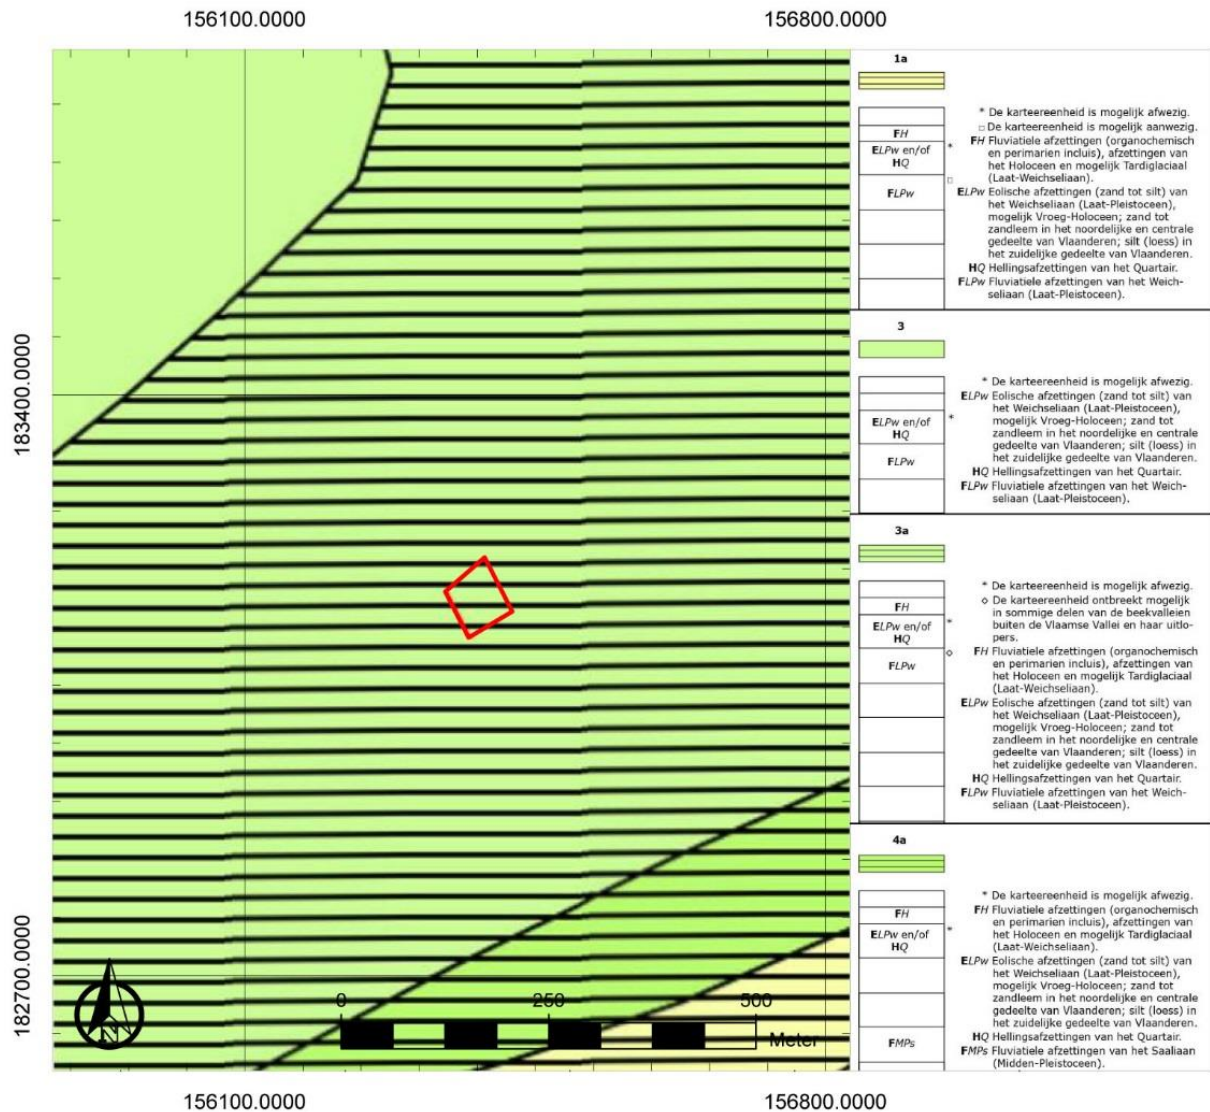 156100.0000
156800.0000
183400.0000
182700.0000
0
250
500
Meter
N
156100.0000
156800.0000
1a
FH
ELPw en/of
HQ
*
□
FLPw
* De karteereenheid is mogelijk afwezig.
□ De karteereenheid is mogelijk aanwezig.
FH Fluviatiele afzettingen (organochemisch
en perimarien incluis), afzettingen van
het Holoceen en mogelijk Tardiglaciaal
(Laat-Weichseliaan).
ELPw Eolische afzettingen (zand tot silt) van
het Weichseliaan (Laat-Pleistoceen),
mogelijk Vroeg-Holoceen; zand tot
zandleem in het noordelijke en centrale
gedeelte van Vlaanderen; silt (loess) in
het zuidelijke gedeelte van Vlaanderen.
HQ Hellingsafzettingen van het Quartair.
FLPw Fluviatiele afzettingen van het Weich-
seliaan (Laat-Pleistoceen).
3
ELPw en/of
HQ
*
FLPw
* De karteereenheid is mogelijk afwezig.
ELPw Eolische afzettingen (zand tot silt) van
het Weichseliaan (Laat-Pleistoceen),
mogelijk Vroeg-Holoceen; zand tot
zandleem in het noordelijke en centrale
gedeelte van Vlaanderen; silt (loess) in
het zuidelijke gedeelte van Vlaanderen.
HQ Hellingsafzettingen van het Quartair.
FLPw Fluviatiele afzettingen van het Weich-
seliaan (Laat-Pleistoceen).
3a
FH
ELPw en/of
HQ
*
◇
FLPw
* De karteereenheid is mogelijk afwezig.
◇ De karteereenheid ontbreekt mogelijk
in sommige delen van de beekvalleien
buiten de Vlaamse Vallei en haar uitlo-
pers.
FH Fluviatiele afzettingen (organochemisch
en perimarien incluis), afzettingen van
het Holoceen en mogelijk Tardiglaciaal
(Laat-Weichseliaan).
ELPw Eolische afzettingen (zand tot silt) van
het Weichseliaan (Laat-Pleistoceen),
mogelijk Vroeg-Holoceen; zand tot
zandleem in het noordelijke en centrale
gedeelte van Vlaanderen; silt (loess) in
het zuidelijke gedeelte van Vlaanderen.
HQ Hellingsafzettingen van het Quartair.
FLPw Fluviatiele afzettingen van het Weich-
seliaan (Laat-Pleistoceen).
4a
FH
ELPw en/of
HQ
*
FMPs
* De karteereenheid is mogelijk afwezig.
FH Fluviatiele afzettingen (organochemisch
en perimarien incluis), afzettingen van
het Holoceen en mogelijk Tardiglaciaal
(Laat-Weichseliaan).
ELPw Eolische afzettingen (zand tot silt) van
het Weichseliaan (Laat-Pleistoceen),
mogelijk Vroeg-Holoceen; zand tot
zandleem in het noordelijke en centrale
gedeelte van Vlaanderen; silt (loess) in
het zuidelijke gedeelte van Vlaanderen.
HQ Hellingsafzettingen van het Quartair.
FMPs Fluviatiele afzettingen van het Saaliaan
(Midden-Pleistoceen).